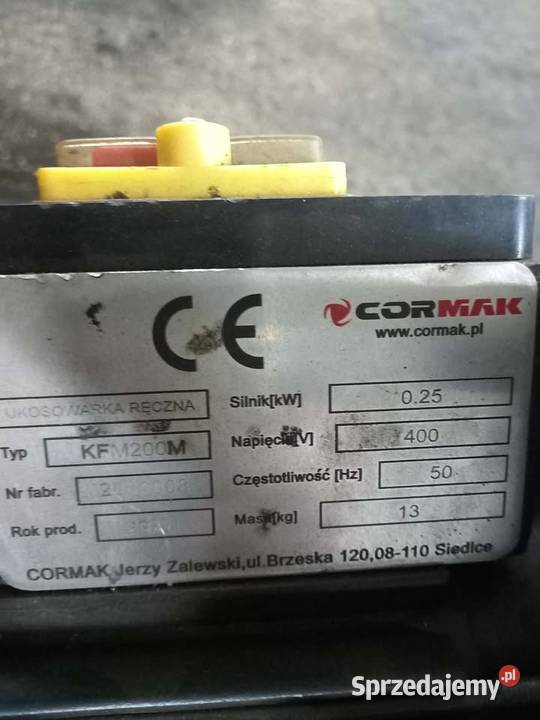 CE
CORMAK
www.cormak.pl
UKOSOWARKA RĘCZNA
Typ KFM200M
Nr fabr.
Rok prod.
Silnik[kW] 0.25
Napięcie[V] 400
Częstotliwość [Hz] 50
Masa[kg] 13
CORMAK Jerzy Zalewski,ul.Brzeska 120,08-110 Siedlce
Sprzedajemy.pl